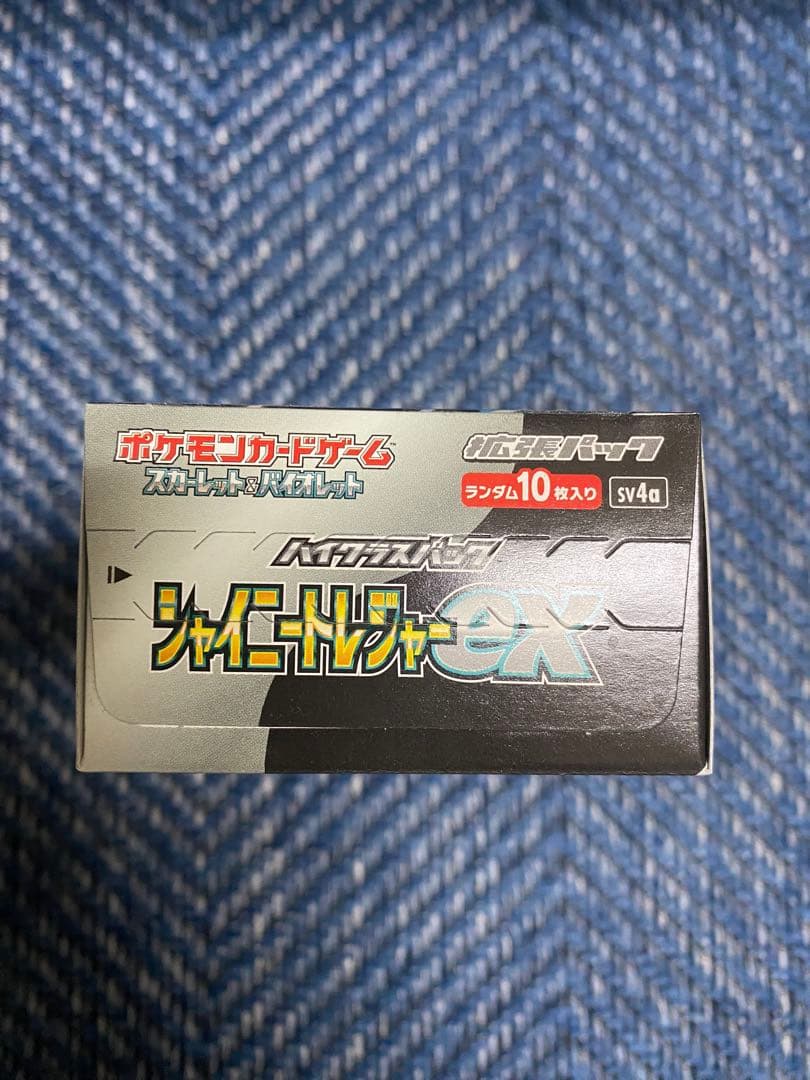 ポケモンカードゲーム™
スカーレット&バイオレット
拡張パック
ランダム10枚入り
sv4a
ハイクラスパック
シャイニートレジャーex